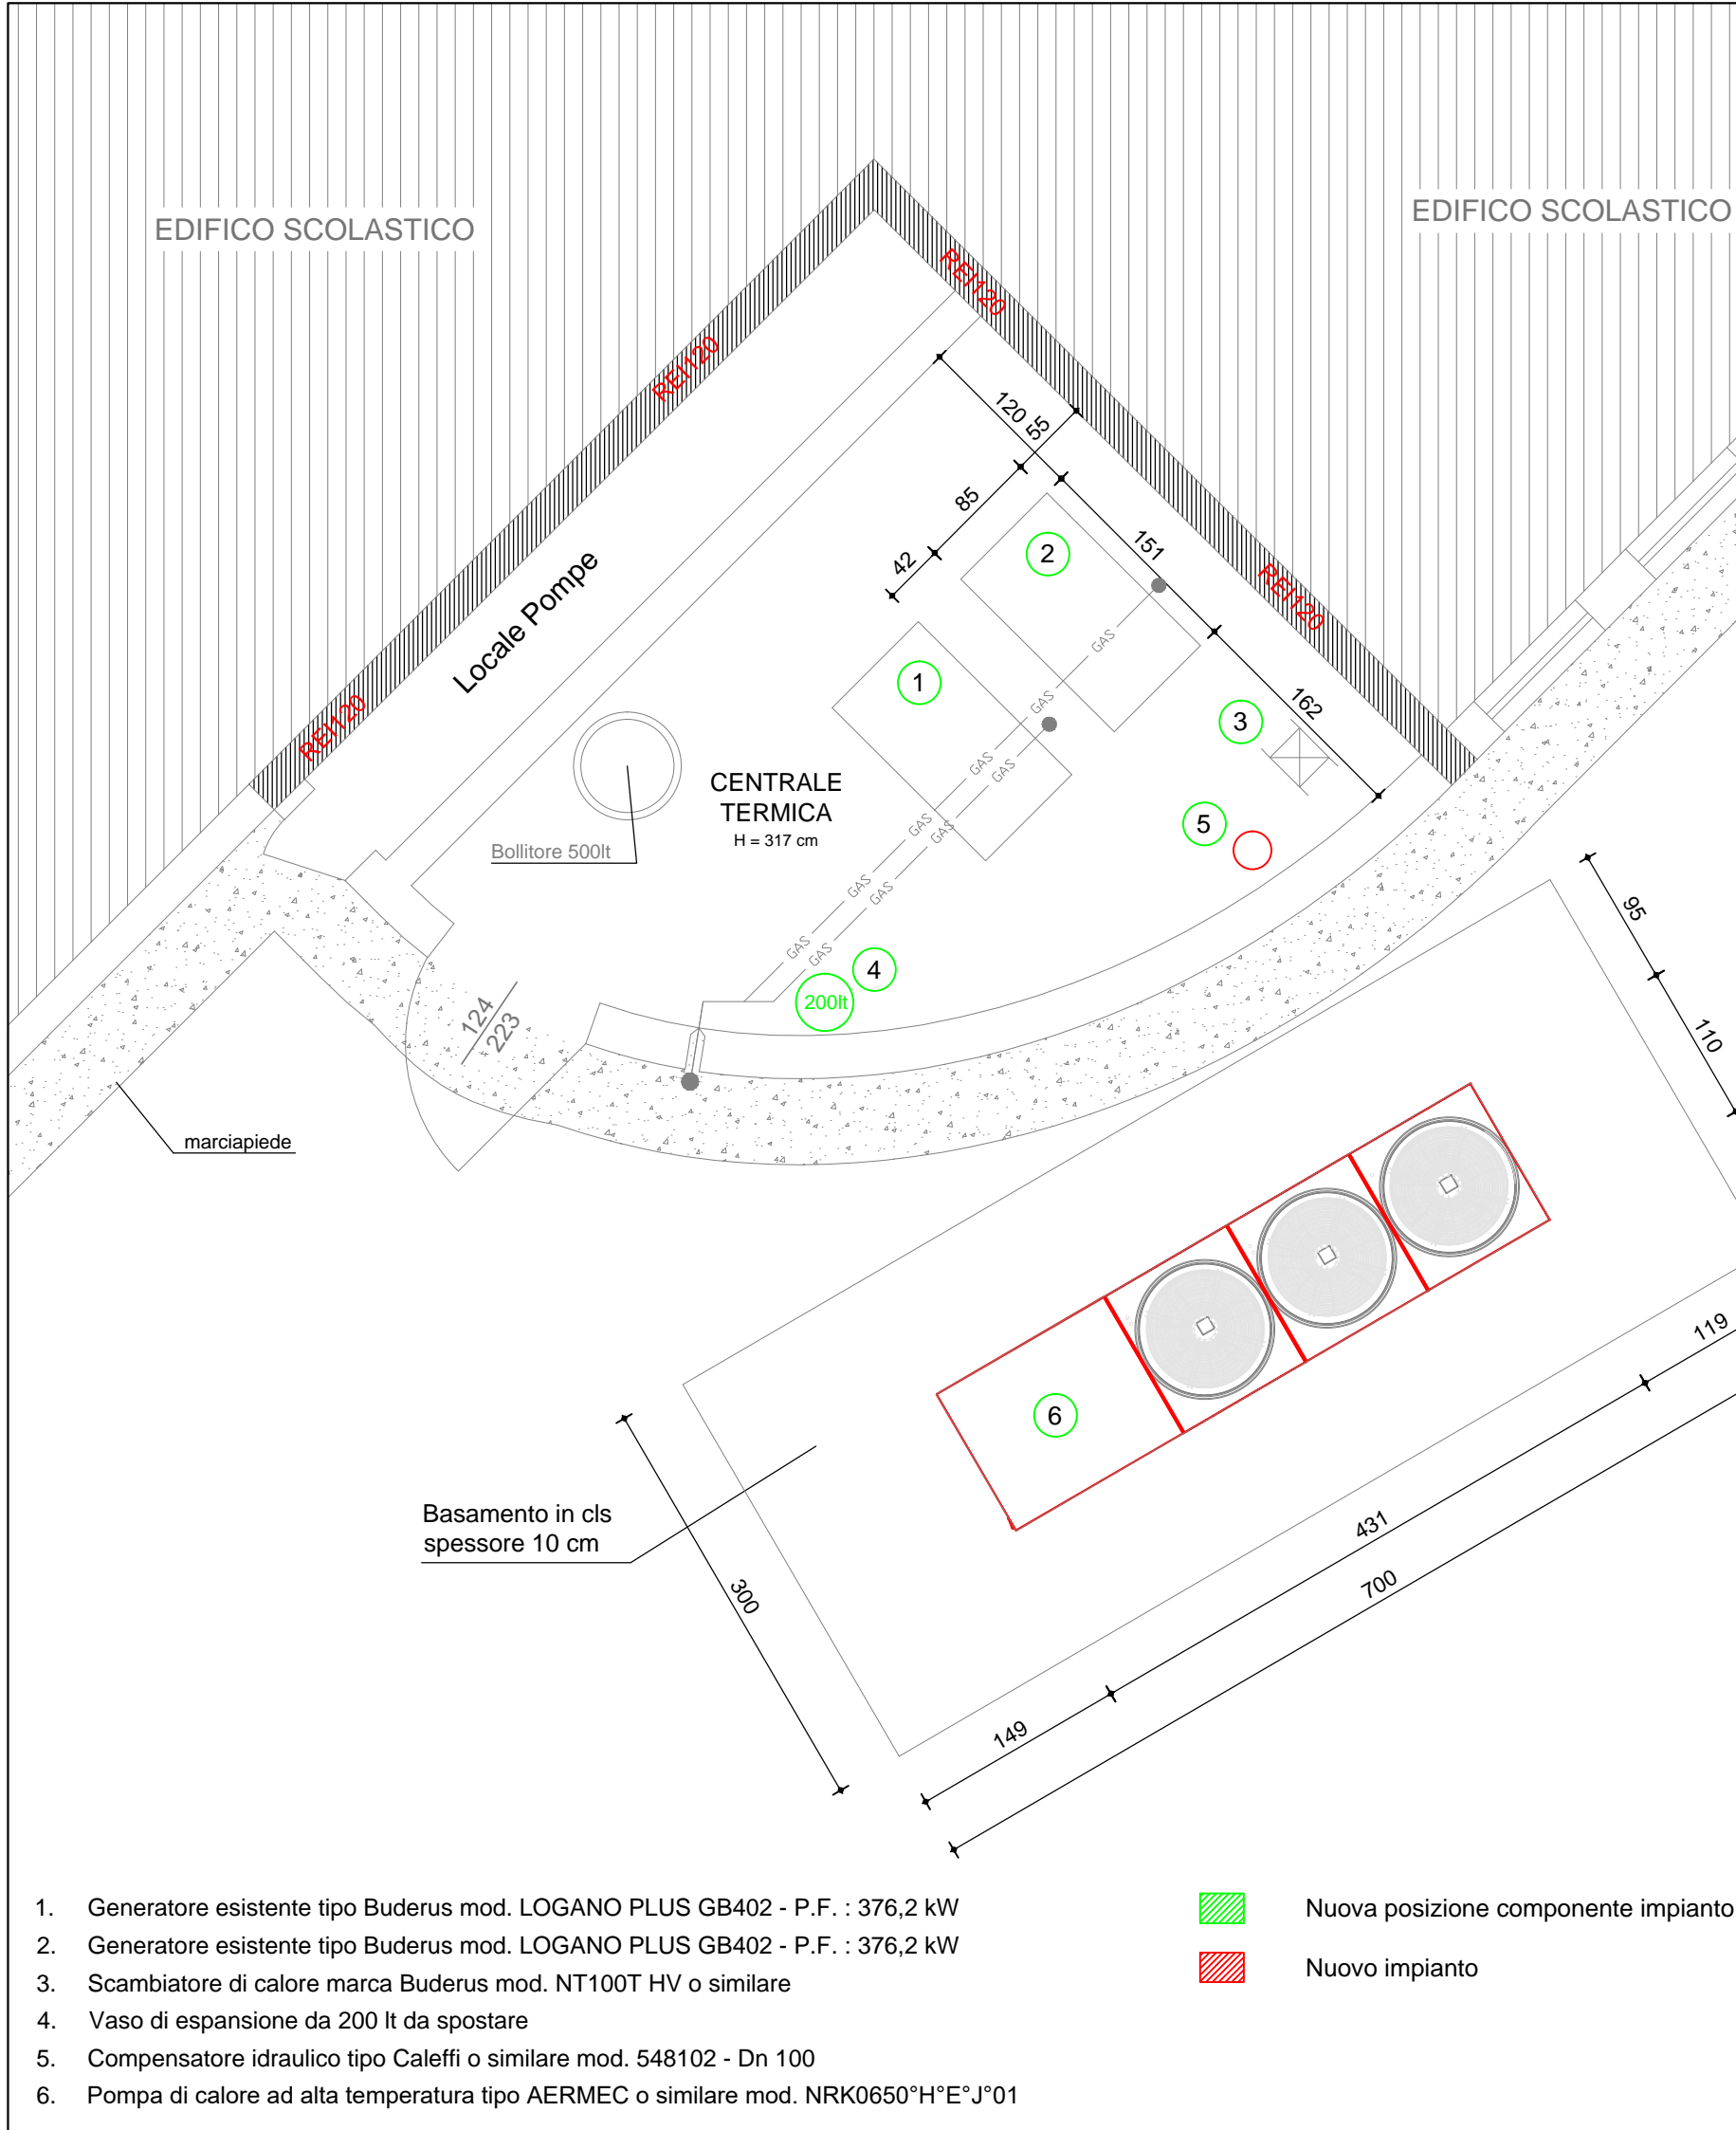 EDIFICO SCOLASTICO
EDIFICO SCOLASTICO
REI120
REI120
REI120
REI120
120
55
85
42
151
162
Locale Pompe
2
1
3
5
4
200lt
CENTRALE
TERMICA
H = 317 cm
Bollitore 500lt
GAS
GAS
GAS
GAS
GAS
GAS
GAS
GAS
GAS
GAS
124
223
marciapiede
95
110
119
6
431
700
149
300
Basamento in cls
spessore 10 cm
1. Generatore esistente tipo Buderus mod. LOGANO PLUS GB402 - P.F. : 376,2 kW
2. Generatore esistente tipo Buderus mod. LOGANO PLUS GB402 - P.F. : 376,2 kW
3. Scambiatore di calore marca Buderus mod. NT100T HV o similare
4. Vaso di espansione da 200 lt da spostare
5. Compensatore idraulico tipo Caleffi o similare mod. 548102 - Dn 100
6. Pompa di calore ad alta temperatura tipo AERMEC o similare mod. NRK0650°H°E°J°01
Nuova posizione componente impianto
Nuovo impianto